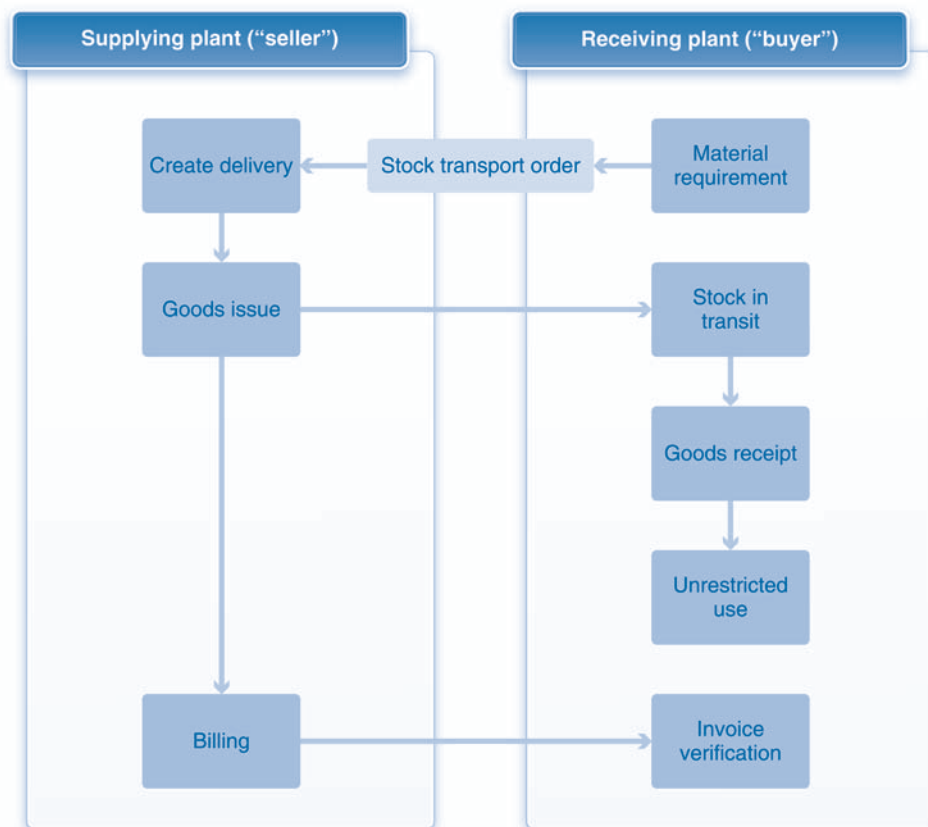 Supplying plant (“seller”)
Receiving plant (“buyer”)
Create delivery
Stock transport order
Material
requirement
Goods issue
Stock in
transit
Goods receipt
Unrestricted
use
Billing
Invoice
verification